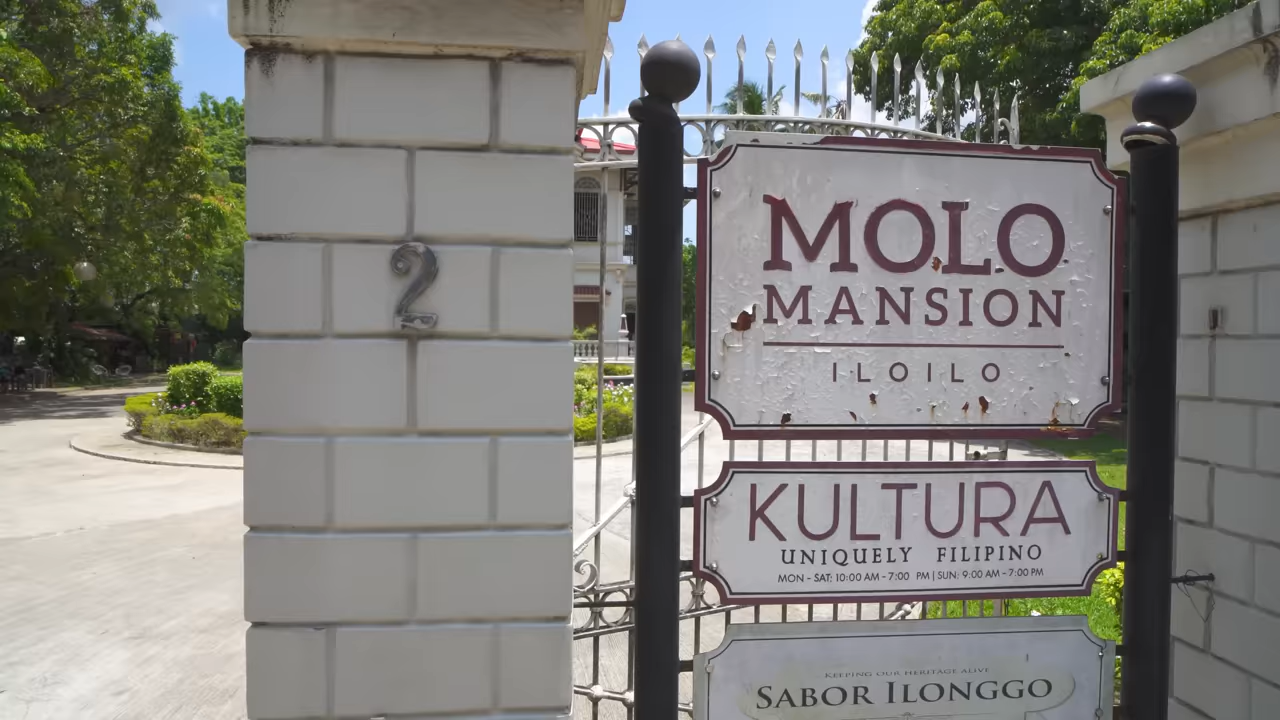 2
MOLO
MANSION
ILOILO
KULTURA
UNIQUELY FILIPINO
MON - SAT: 10:00 AM - 7:00 PM | SUN: 9:00 AM - 7:00 PM
KEEPING OUR HERITAGE ALIVE
SABOR ILONGGO